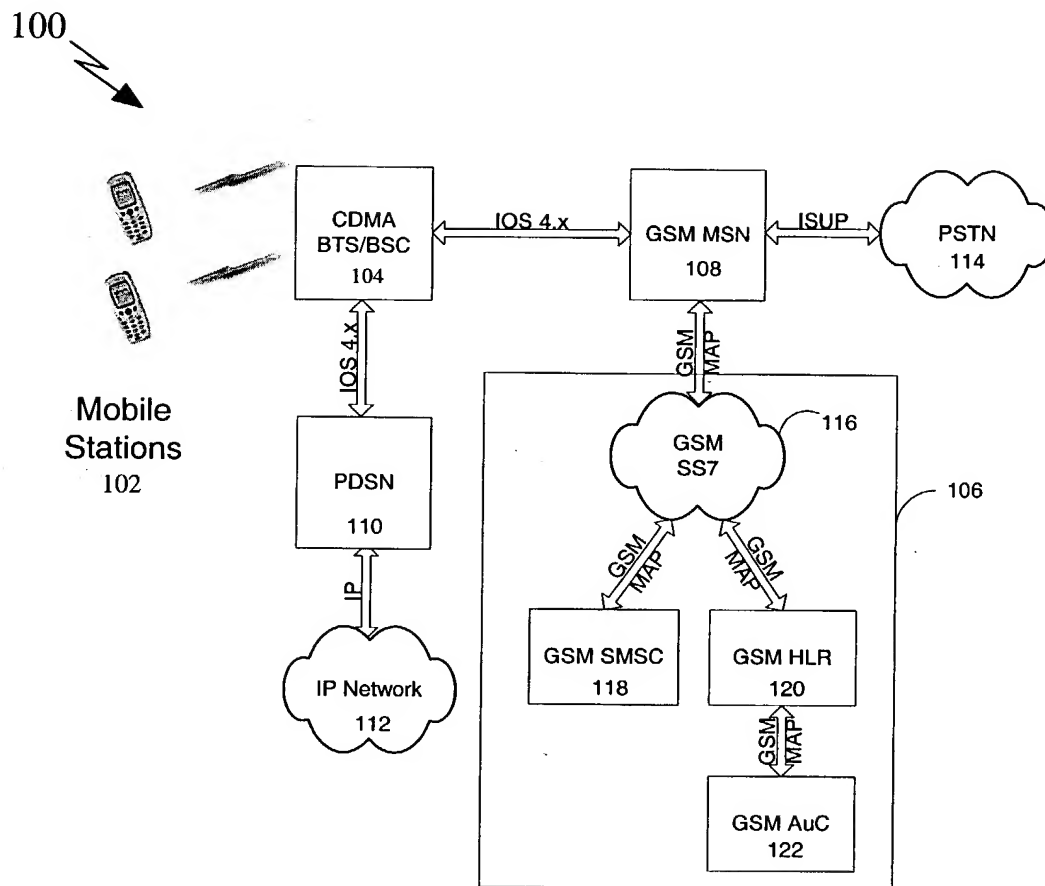 100
CDMA
BTS/BSC
104
IOS 4.x
GSM MSN
108
ISUP
PSTN
114
IOS 4.x
GSM
MAP
Mobile
Stations
102
PDSN
110
GSM
SS7
116
106
IP
GSM
MAP
GSM
MAP
IP Network
112
GSM SMSC
118
GSM HLR
120
GSM
MAP
GSM AuC
122